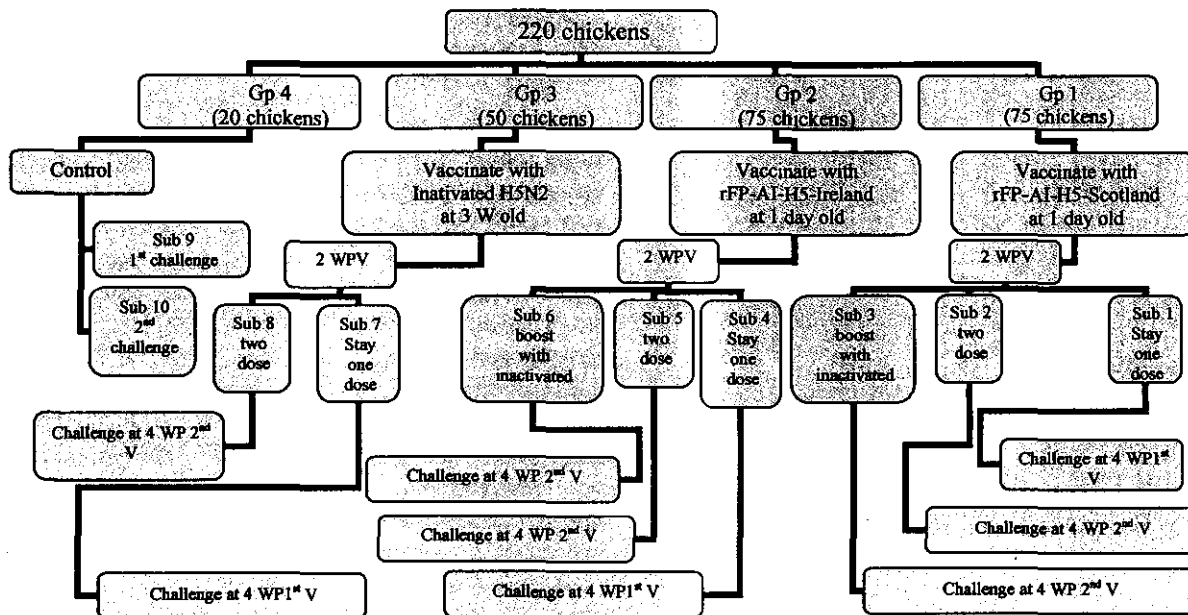 220 chickens
Gp 4
(20 chickens)
Gp 3
(50 chickens)
Gp 2
(75 chickens)
Gp 1
(75 chickens)
Control
Vaccinate with
Inativated H5N2
at 3 W old
Vaccinate with
rFP-AI-H5-Ireland
at 1 day old
Vaccinate with
rFP-AI-H5-Scotland
at 1 day old
Sub 9
1st challenge
2 WPV
2 WPV
2 WPV
Sub 10
2nd
challenge
Sub 8
two
dose
Sub 7
Stay
one
dose
Sub 6
boost
with
inactivated
Sub 5
two
dose
Sub 4
Stay
one
dose
Sub 3
boost
with
inactivated
Sub 2
two
dose
Sub 1
Stay
one
dose
Challenge at 4 WP 2nd
V
Challenge at 4 WP 2nd V
Challenge at 4 WP1st
V
Challenge at 4 WP 2nd V
Challenge at 4 WP 2nd V
Challenge at 4 WP1st V
Challenge at 4 WP1st V
Challenge at 4 WP 2nd V